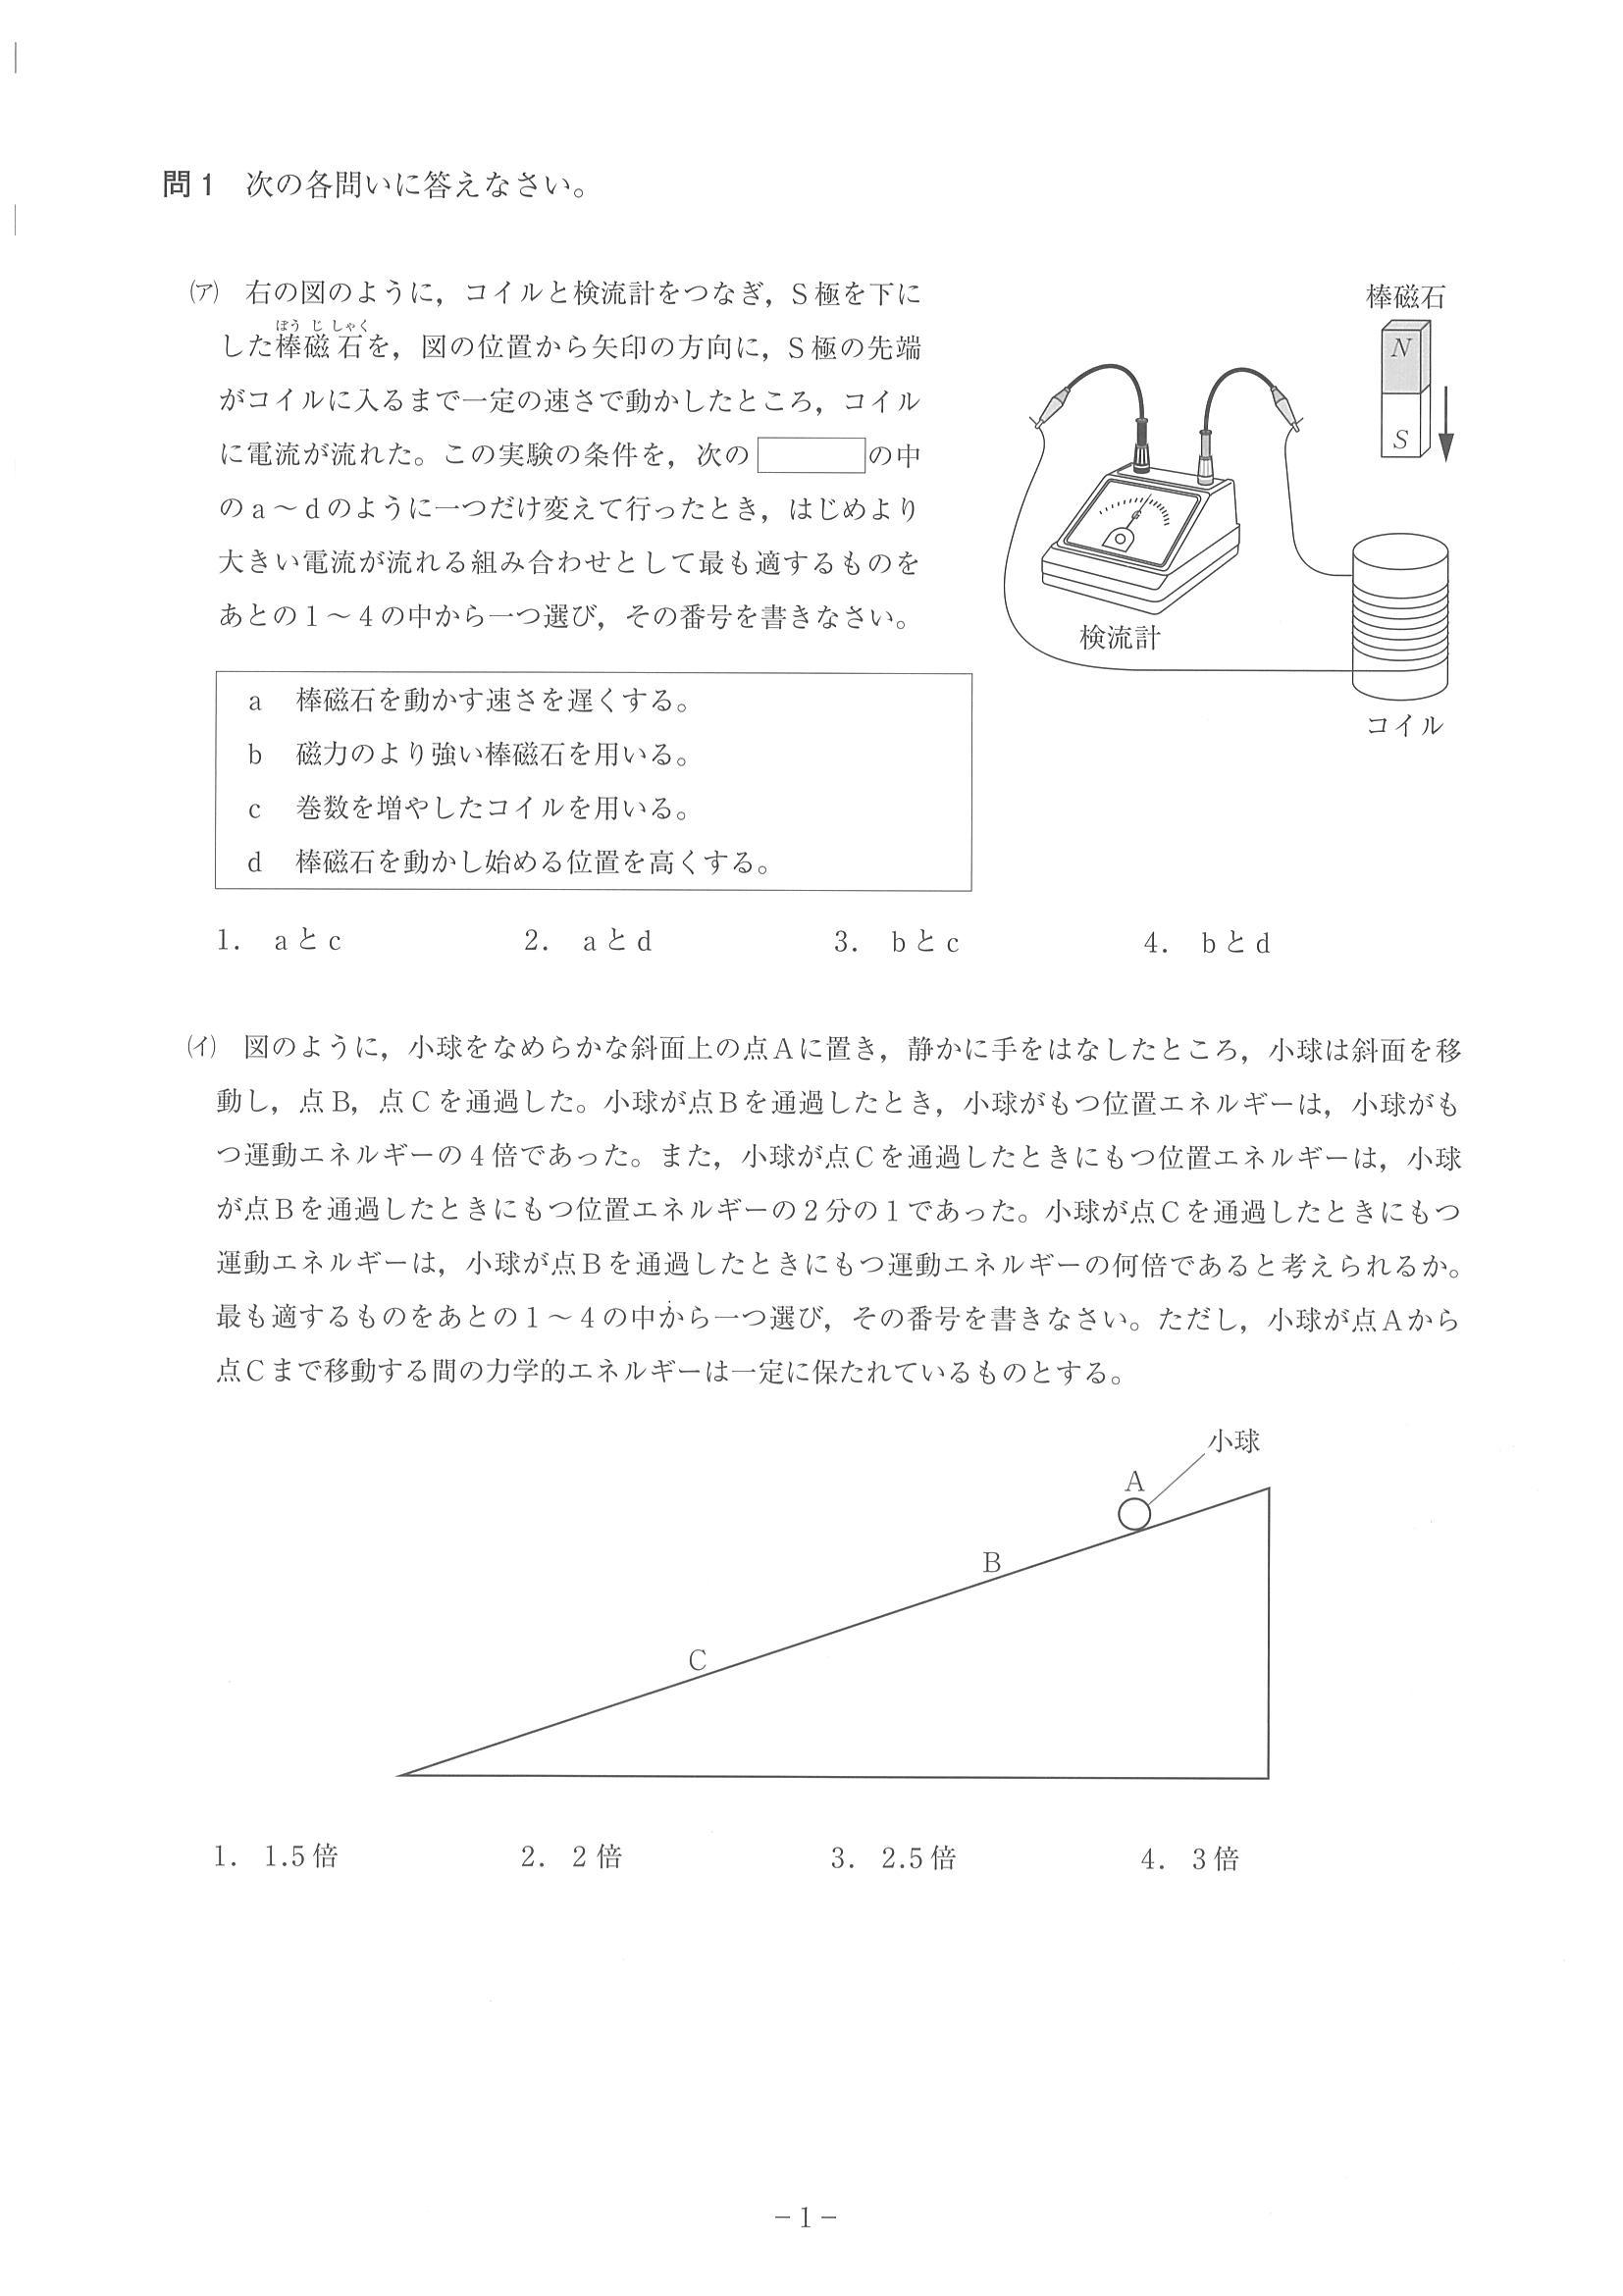 問1 次の各問いに答えなさい。
(ア) 右の図のように，コイルと検流計をつなぎ，S極を下に
ぼう じ しゃく
した棒磁石を，図の位置から矢印の方向に，S極の先端
がコイルに入るまで一定の速さで動かしたところ，コイル
に電流が流れた。この実験の条件を，次の の中
のa～dのように一つだけ変えて行ったとき，はじめより
大きい電流が流れる組み合わせとして最も適するものを
あとの1～4の中から一つ選び，その番号を書きなさい。
棒磁石
N
S
検流計
コイル
a 棒磁石を動かす速さを遅くする。
b 磁力のより強い棒磁石を用いる。
c 巻数を増やしたコイルを用いる。
d 棒磁石を動かし始める位置を高くする。
1. aとc 2. aとd 3. bとc 4. bとd
(イ) 図のように，小球をなめらかな斜面上の点Aに置き，静かに手をはなしたところ，小球は斜面を移
動し，点B，点Cを通過した。小球が点Bを通過したとき，小球がもつ位置エネルギーは，小球がも
つ運動エネルギーの4倍であった。また，小球が点Cを通過したときにもつ位置エネルギーは，小球
が点Bを通過したときにもつ位置エネルギーの2分の1であった。小球が点Cを通過したときにもつ
運動エネルギーは，小球が点Bを通過したときにもつ運動エネルギーの何倍であると考えられるか。
最も適するものをあとの1～4の中から一つ選び，その番号を書きなさい。ただし，小球が点Aから
点Cまで移動する間の力学的エネルギーは一定に保たれているものとする。
小球
A
B
C
1. 1.5倍 2. 2倍 3. 2.5倍 4. 3倍
－1－